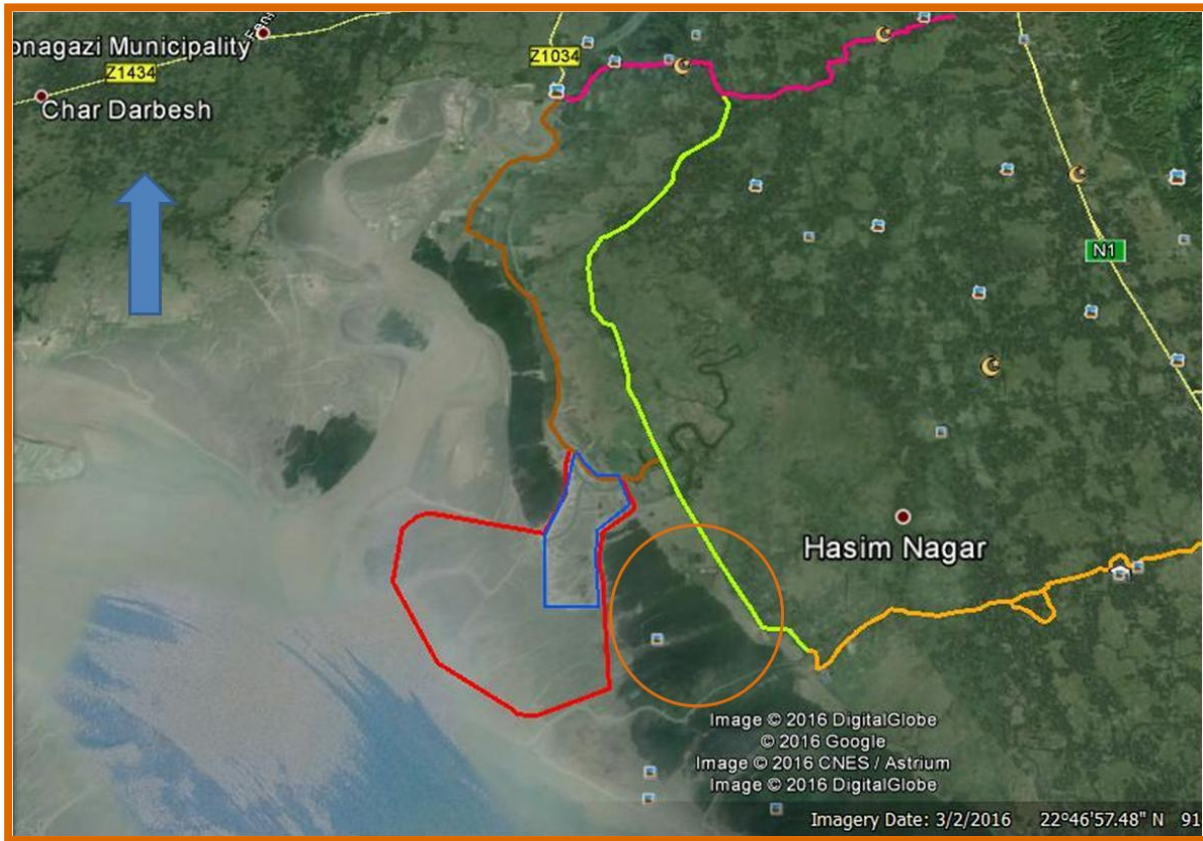 onagazi Municipality
Z1434
Z1034
Char Darbesh
N1
Hasim Nagar
Image © 2016 DigitalGlobe
© 2016 Google
Image © 2016 CNES / Astrium
Image © 2016 DigitalGlobe
Imagery Date: 3/2/2016 22°46'57.48" N 91